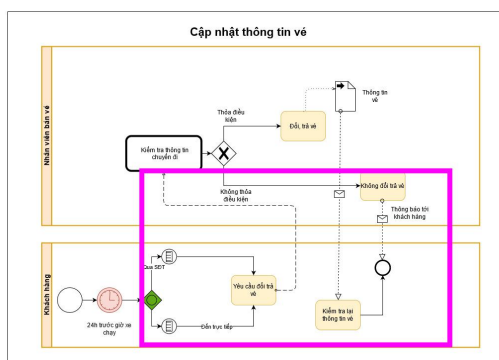 Cập nhật thông tin vé
Nhân viên bán vé
Thỏa điều
kiện
Đổi, trả vé
Thông tin
vé
Kiểm tra thông tin
chuyến đi
Không thỏa
điều kiện
Không đổi trả vé
Thông báo tới
khách hàng
Khách hàng
24h trước giờ xe
chạy
Qua SĐT
Yêu cầu đổi trả
vé
Đến trực tiếp
Kiểm tra lại
thông tin vé